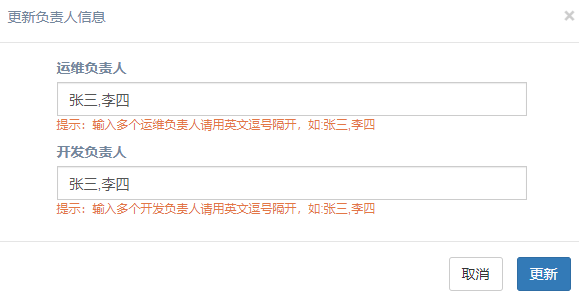 更新负责人信息
×
运维负责人
张三,李四
提示：输入多个运维负责人请用英文逗号隔开，如:张三,李四
开发负责人
张三,李四
提示：输入多个开发负责人请用英文逗号隔开，如:张三,李四
取消 更新